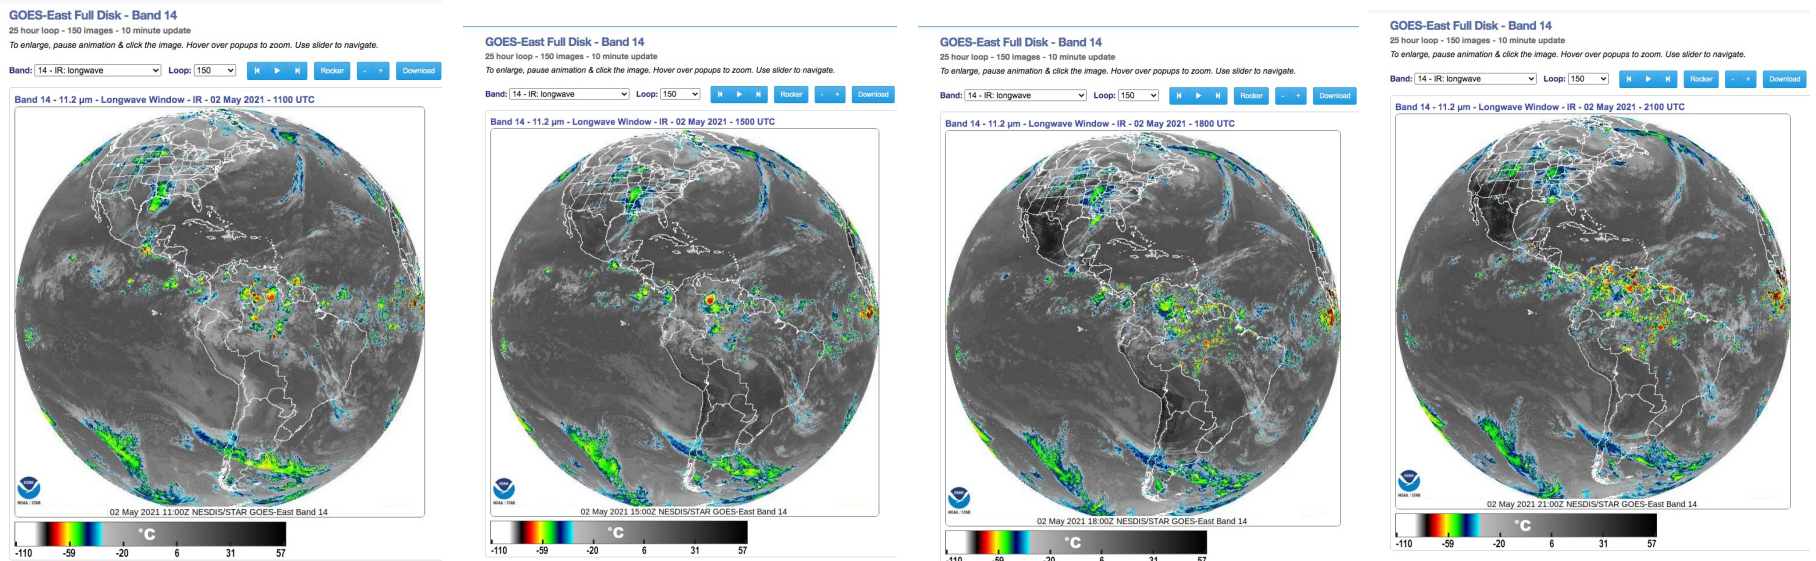 GOES-East Full Disk - Band 14
25 hour loop - 150 images - 10 minute update
To enlarge, pause animation & click the image. Hover over popups to zoom. Use slider to navigate.
Band: 14 - IR: longwave Loop: 150 Rocker - + Download
Band 14 - 11.2 µm - Longwave Window - IR - 02 May 2021 - 1100 UTC
NOAA / STAR
02 May 2021 11:00Z NESDIS/STAR GOES-East Band 14
°C
-110 -59 -20 6 31 57
GOES-East Full Disk - Band 14
25 hour loop - 150 images - 10 minute update
To enlarge, pause animation & click the image. Hover over popups to zoom. Use slider to navigate.
Band: 14 - IR: longwave Loop: 150 Rocker - + Download
Band 14 - 11.2 µm - Longwave Window - IR - 02 May 2021 - 1500 UTC
NOAA / STAR
02 May 2021 15:00Z NESDIS/STAR GOES-East Band 14
°C
-110 -59 -20 6 31 57
GOES-East Full Disk - Band 14
25 hour loop - 150 images - 10 minute update
To enlarge, pause animation & click the image. Hover over popups to zoom. Use slider to navigate.
Band: 14 - IR: longwave Loop: 150 Rocker - + Download
Band 14 - 11.2 µm - Longwave Window - IR - 02 May 2021 - 1800 UTC
NOAA / STAR
02 May 2021 18:00Z NESDIS/STAR GOES-East Band 14
°C
-110 -59 -20 6 31 57
GOES-East Full Disk - Band 14
25 hour loop - 150 images - 10 minute update
To enlarge, pause animation & click the image. Hover over popups to zoom. Use slider to navigate.
Band: 14 - IR: longwave Loop: 150 Rocker - + Download
Band 14 - 11.2 µm - Longwave Window - IR - 02 May 2021 - 2100 UTC
NOAA / STAR
02 May 2021 21:00Z NESDIS/STAR GOES-East Band 14
°C
-110 -59 -20 6 31 57